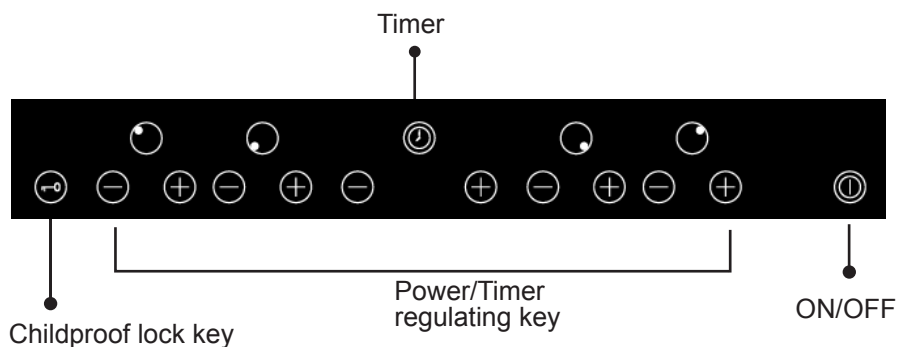 Timer
Power/Timer
regulating key
ON/OFF
Childproof lock key